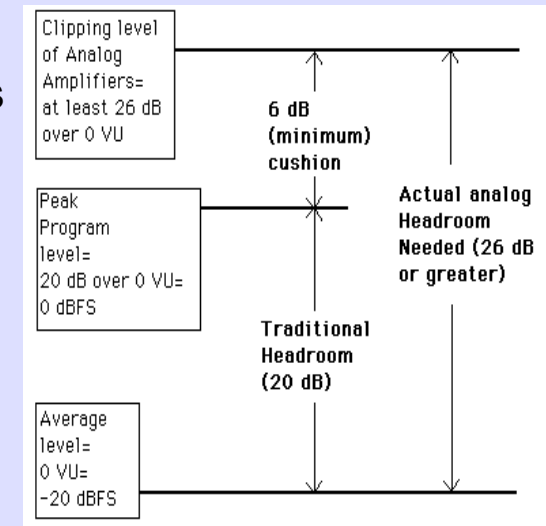 Clipping level
of Analog
Amplifiers=
at least 26 dB
over 0 VU
6 dB
(minimum)
cushion
Peak
Program
level=
20 dB over 0 VU=
0 dBFS
Actual analog
Headroom
Needed (26 dB
or greater)
Traditional
Headroom
(20 dB)
Average
level=
0 VU=
-20 dBFS
s